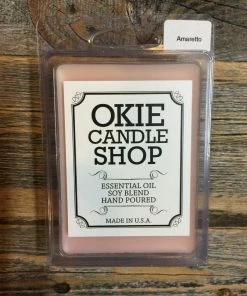 Amaretto
OKIE
CANDLE
SHOP
ESSENTIAL OIL
SOY BLEND
HAND POURED
MADE IN U.S.A.